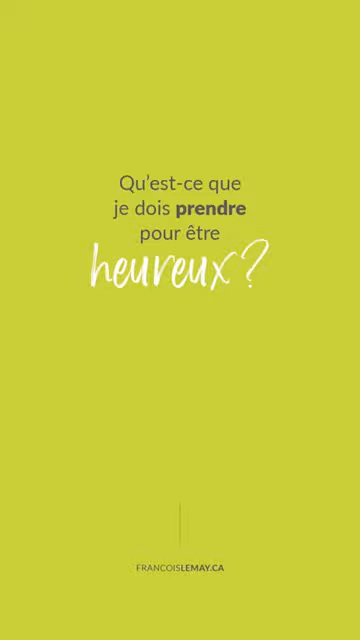 Qu’est-ce que
je dois prendre
pour être
heureux?
FRANCOISLEMAY.CA